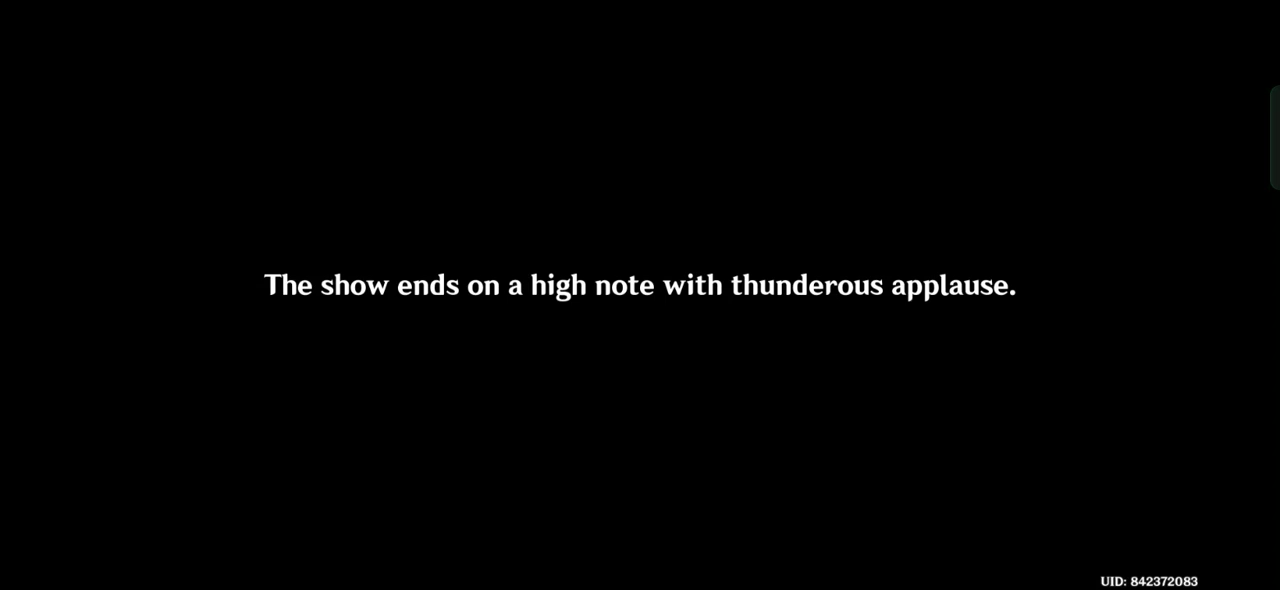 The show ends on a high note with thunderous applause.
UID: 842372083